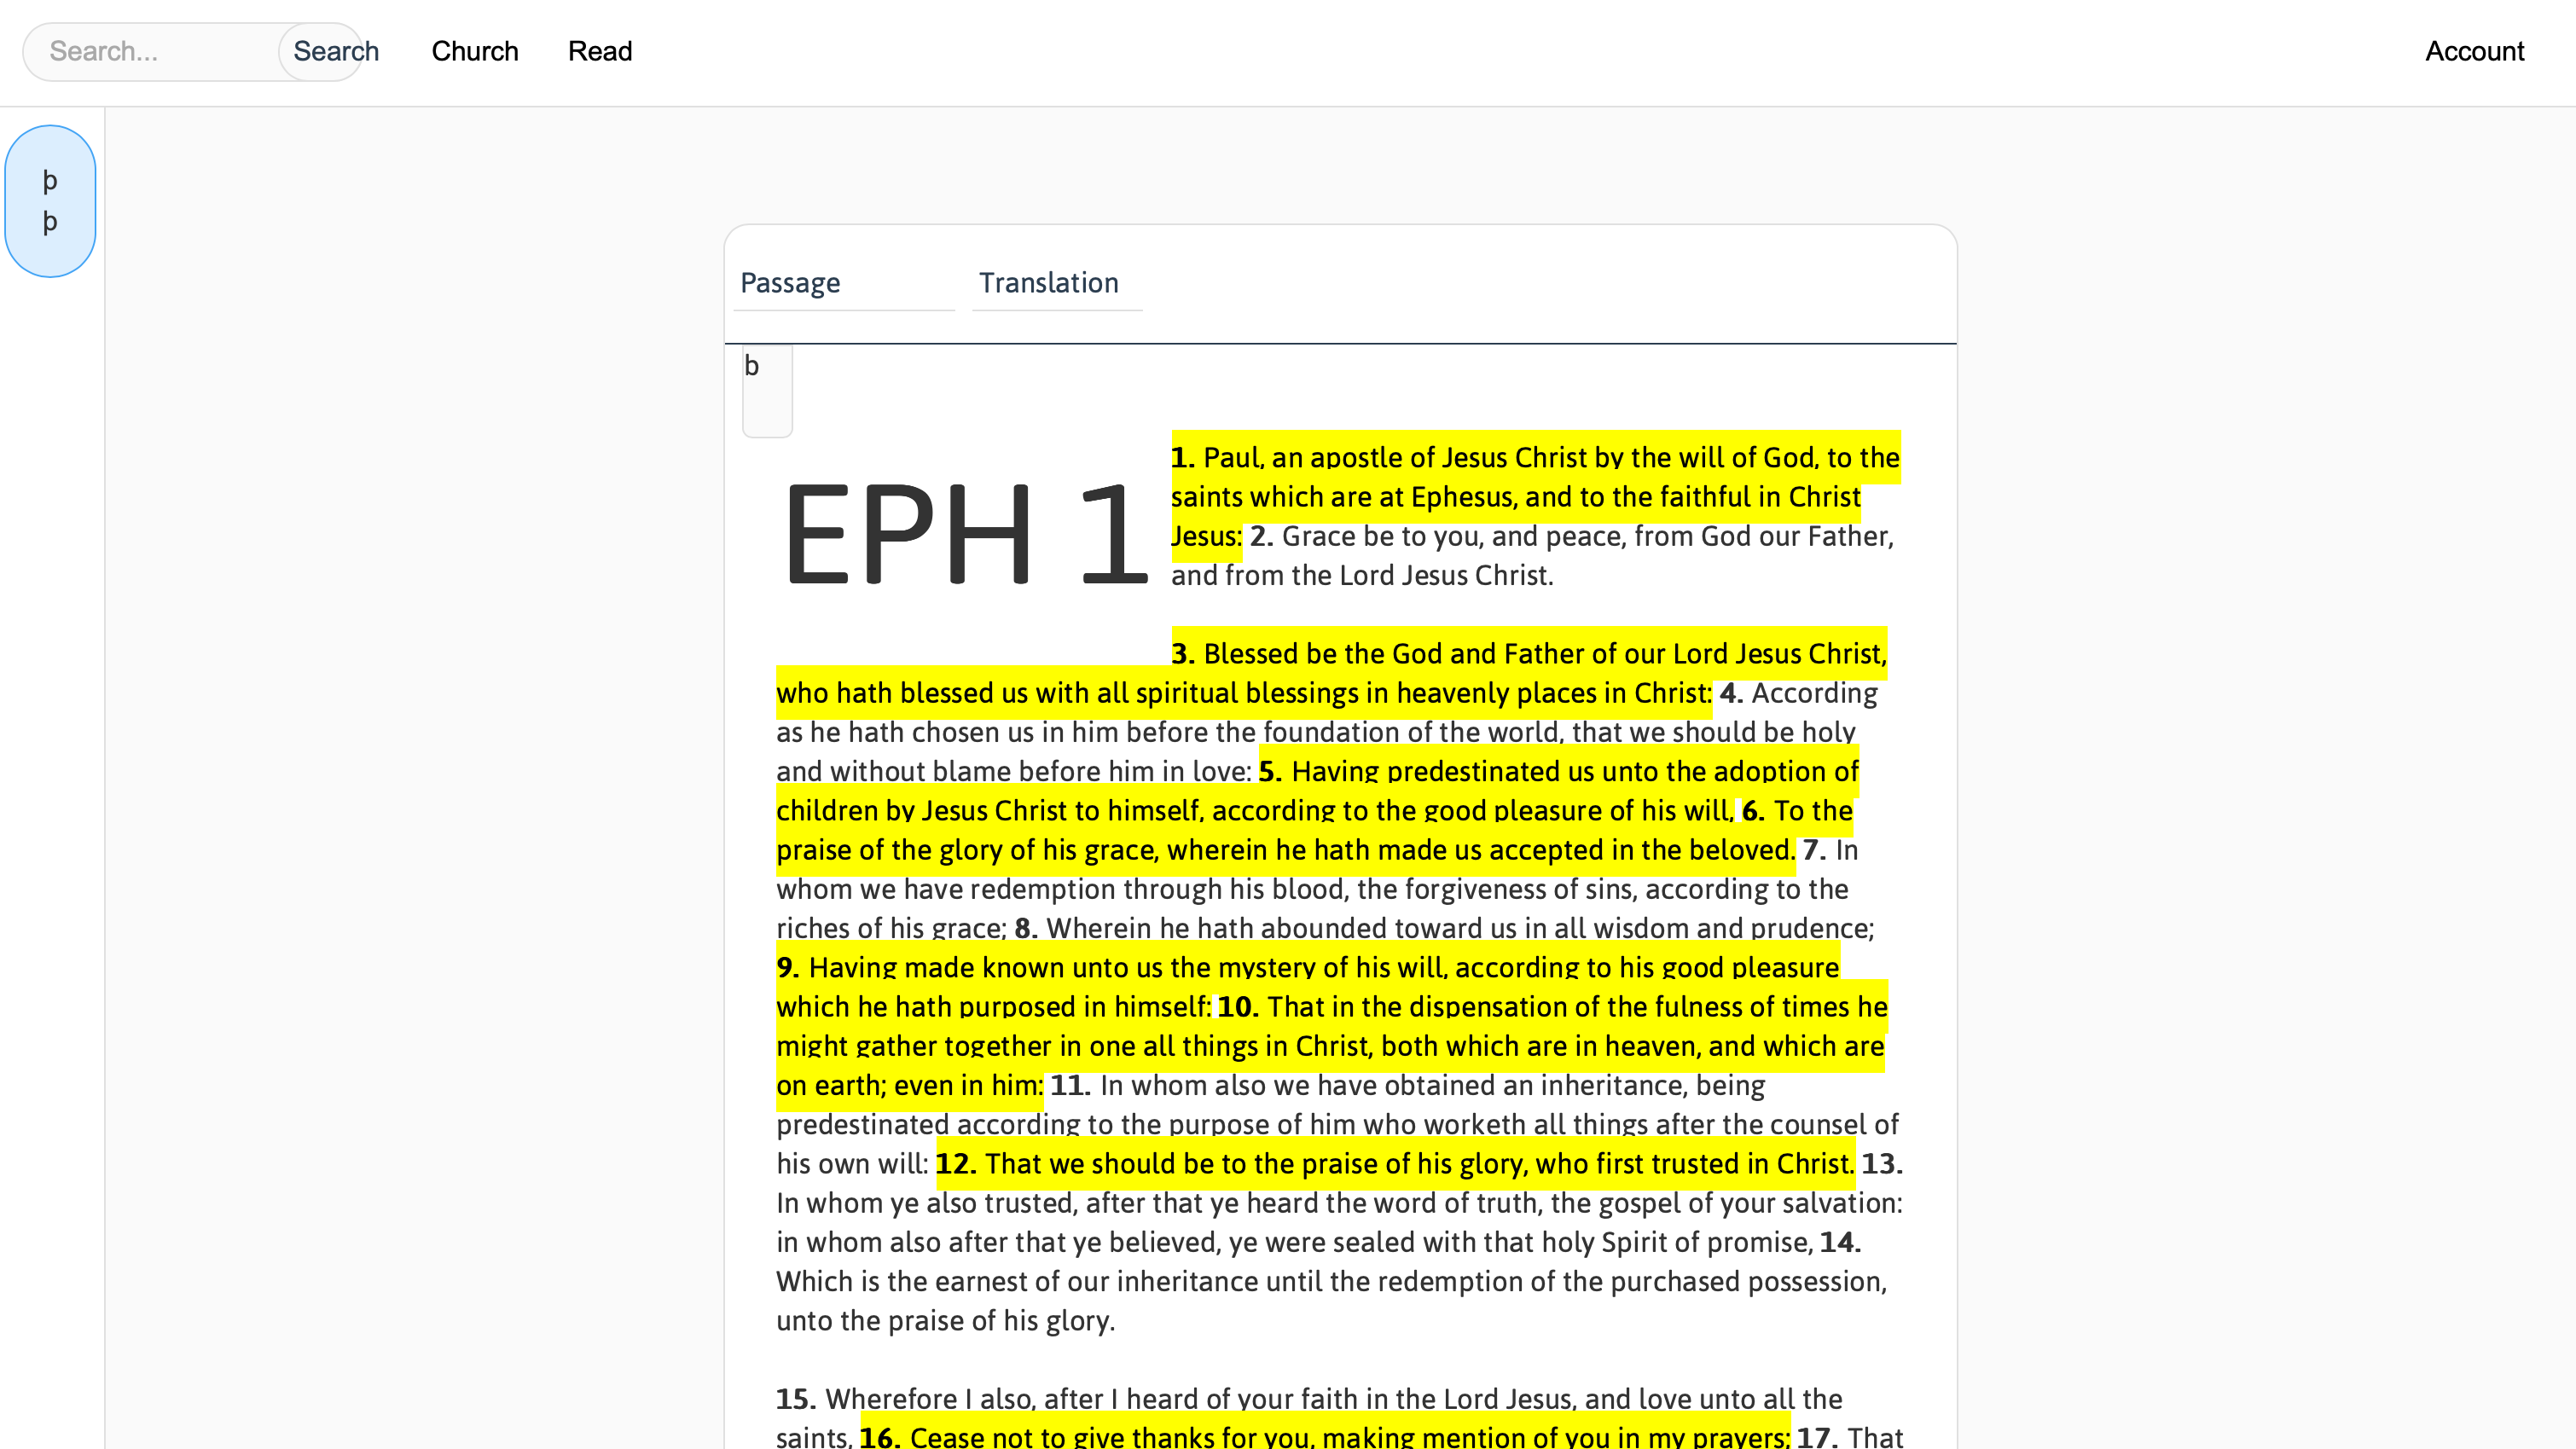 Search...
Search
Church
Read
Account
þ
þ
Passage
Translation
b
EPH 1
1. Paul, an apostle of Jesus Christ by the will of God, to the
saints which are at Ephesus, and to the faithful in Christ
Jesus: 2. Grace be to you, and peace, from God our Father,
and from the Lord Jesus Christ.
3. Blessed be the God and Father of our Lord Jesus Christ,
who hath blessed us with all spiritual blessings in heavenly places in Christ: 4. According
as he hath chosen us in him before the foundation of the world, that we should be holy
and without blame before him in love: 5. Having predestinated us unto the adoption of
children by Jesus Christ to himself, according to the good pleasure of his will, 6. To the
praise of the glory of his grace, wherein he hath made us accepted in the beloved. 7. In
whom we have redemption through his blood, the forgiveness of sins, according to the
riches of his grace; 8. Wherein he hath abounded toward us in all wisdom and prudence;
9. Having made known unto us the mystery of his will, according to his good pleasure
which he hath purposed in himself: 10. That in the dispensation of the fulness of times he
might gather together in one all things in Christ, both which are in heaven, and which are
on earth; even in him: 11. In whom also we have obtained an inheritance, being
predestinated according to the purpose of him who worketh all things after the counsel of
his own will: 12. That we should be to the praise of his glory, who first trusted in Christ. 13.
In whom ye also trusted, after that ye heard the word of truth, the gospel of your salvation:
in whom also after that ye believed, ye were sealed with that holy Spirit of promise, 14.
Which is the earnest of our inheritance until the redemption of the purchased possession,
unto the praise of his glory.
15. Wherefore I also, after I heard of your faith in the Lord Jesus, and love unto all the
saints, 16. Cease not to give thanks for you, making mention of you in my prayers; 17. That